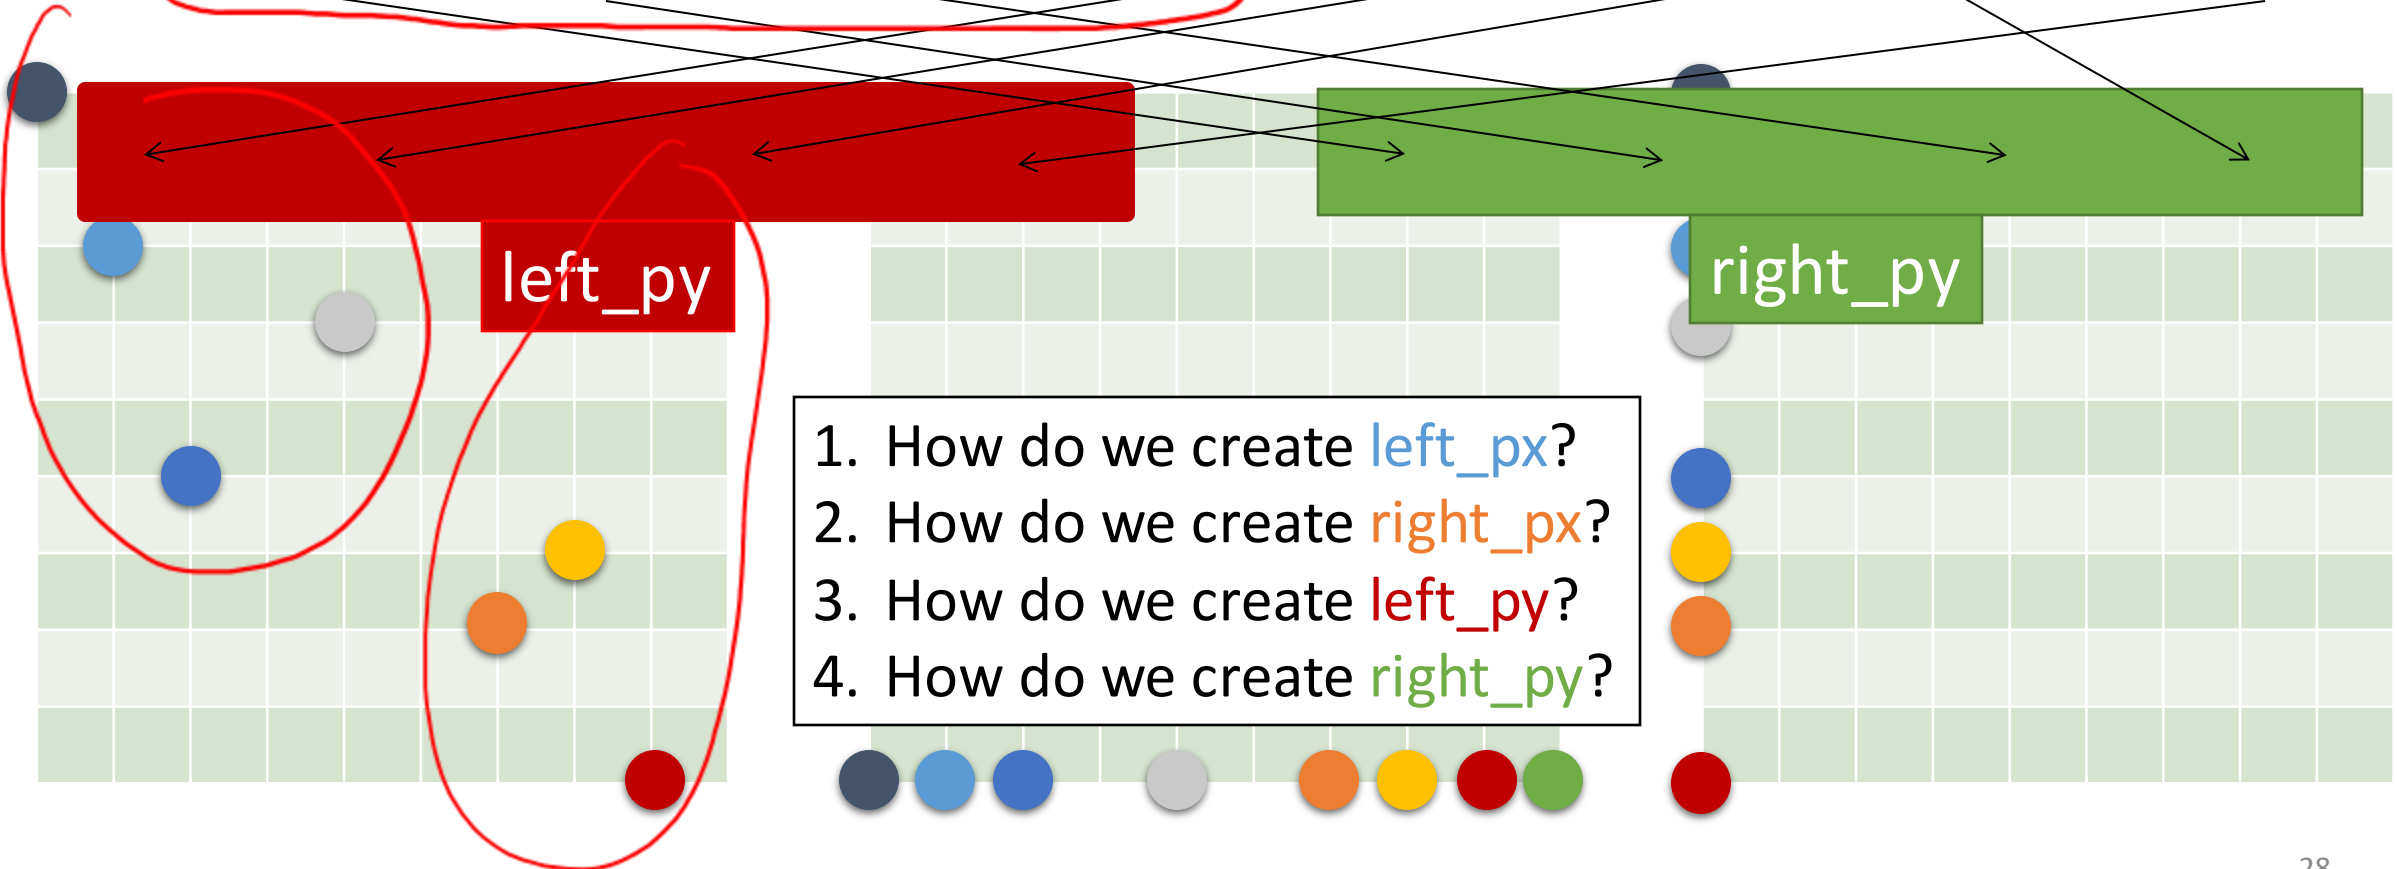 left_py
right_py
1. How do we create left_px?
2. How do we create right_px?
3. How do we create left_py?
4. How do we create right_py?
28